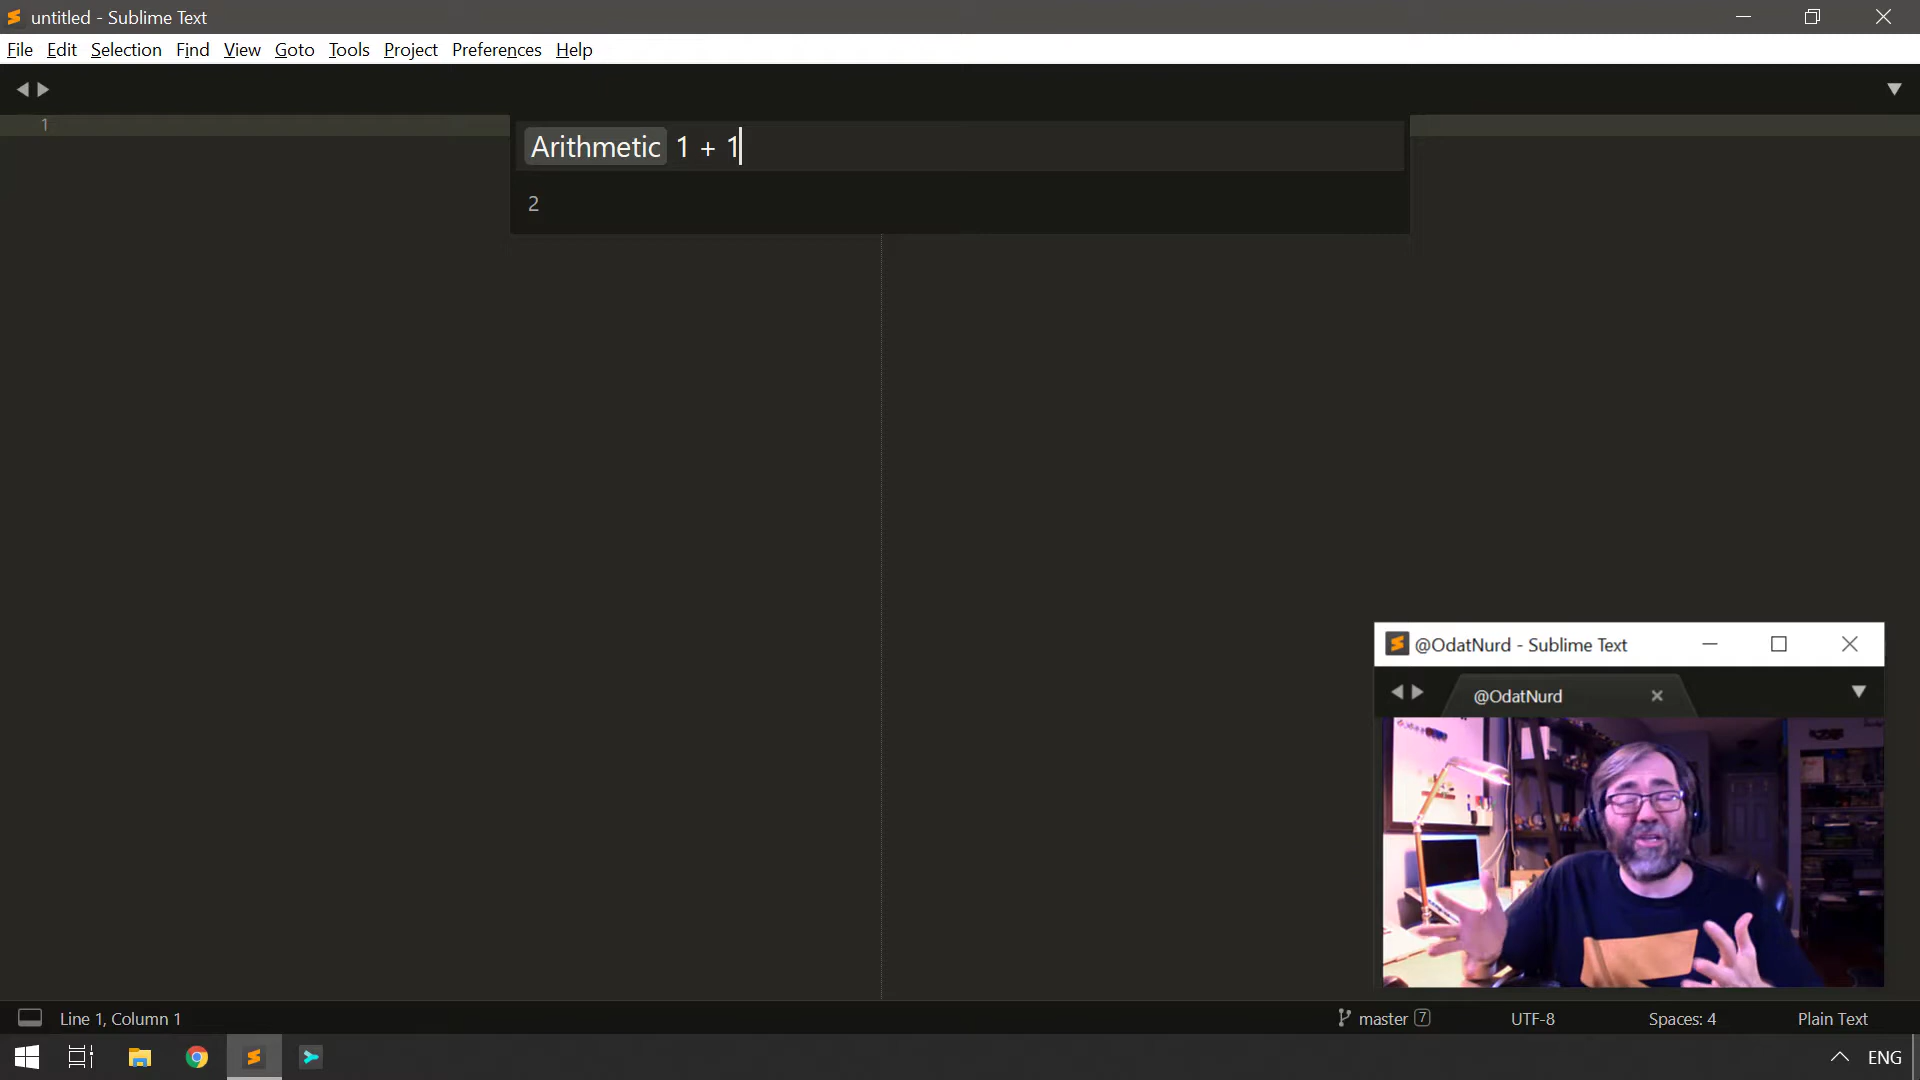 untitled - Sublime Text
File Edit Selection Find View Goto Tools Project Preferences Help
1
Arithmetic 1 + 1
2
@OdatNurd - Sublime Text
@OdatNurd
Line 1, Column 1
master 7
UTF-8
Spaces: 4
Plain Text
ENG